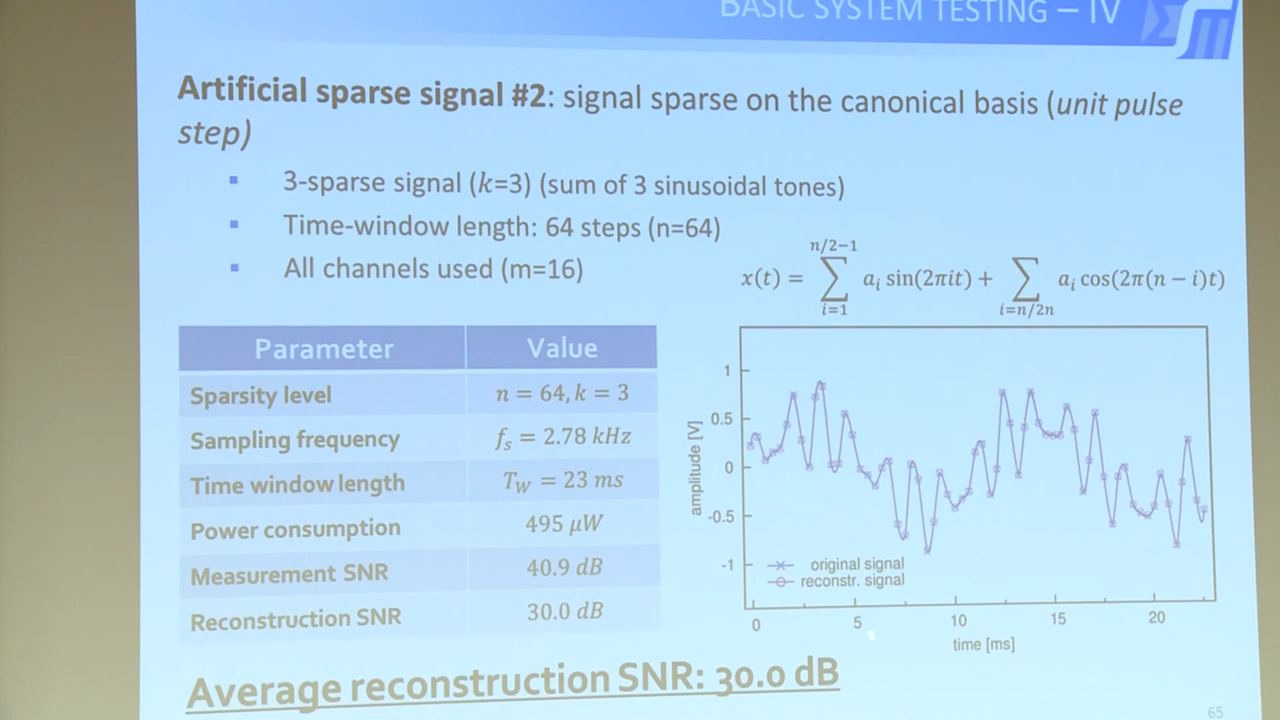 BASIC SYSTEM TESTING – IV
Artificial sparse signal #2: signal sparse on the canonical basis (unit pulse
step)
▪ 3-sparse signal (k=3) (sum of 3 sinusoidal tones)
▪ Time-window length: 64 steps (n=64)
▪ All channels used (m=16)
n/2−1
x(t) = ∑ a_i sin(2πit) + ∑ a_i cos(2π(n − i)t)
i=1 i=n/2n
Parameter Value
Sparsity level n = 64, k = 3
Sampling frequency f_s = 2.78 kHz
Time window length T_W = 23 ms
Power consumption 495 μW
Measurement SNR 40.9 dB
Reconstruction SNR 30.0 dB
1
0.5
0
-0.5
-1
amplitude [V]
original signal
reconstr. signal
0 5 10 15 20
time [ms]
Average reconstruction SNR: 30.0 dB
65